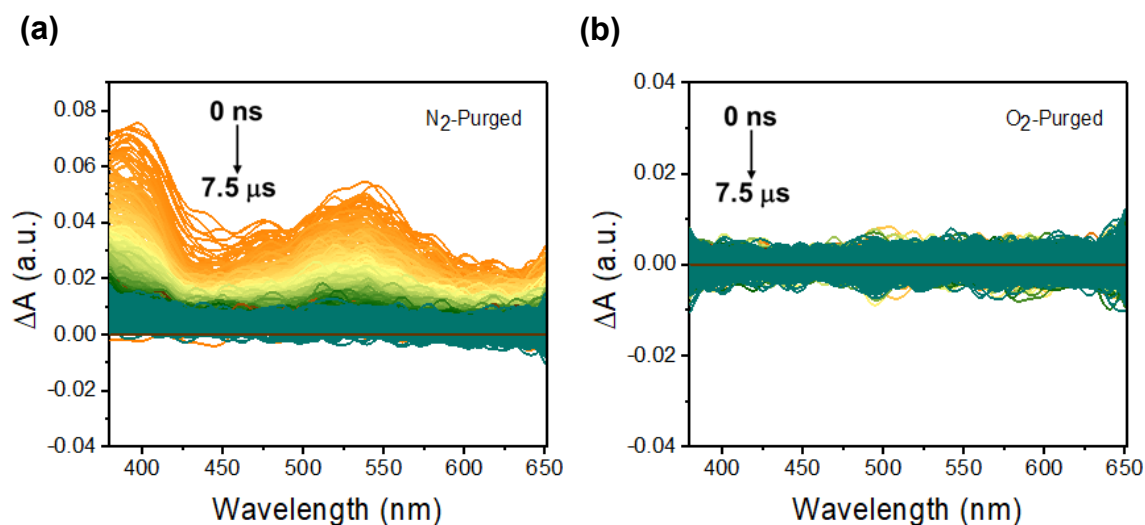 (a)
0.08
0.06
0.04
0.02
0.00
-0.02
-0.04
ΔA (a.u.)
0 ns
7.5 μs
N2-Purged
400 450 500 550 600 650
Wavelength (nm)
(b)
0.04
0.02
0.00
-0.02
-0.04
ΔA (a.u.)
0 ns
7.5 μs
O2-Purged
400 450 500 550 600 650
Wavelength (nm)